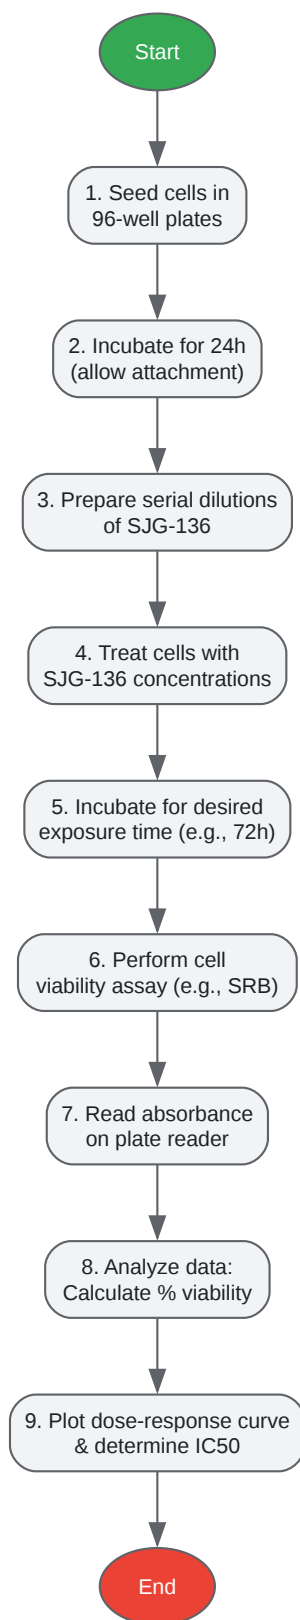 Start
1. Seed cells in
96-well plates
2. Incubate for 24h
(allow attachment)
3. Prepare serial dilutions
of SJG-136
4. Treat cells with
SJG-136 concentrations
5. Incubate for desired
exposure time (e.g., 72h)
6. Perform cell
viability assay (e.g., SRB)
7. Read absorbance
on plate reader
8. Analyze data:
Calculate % viability
9. Plot dose-response curve
& determine IC50
End